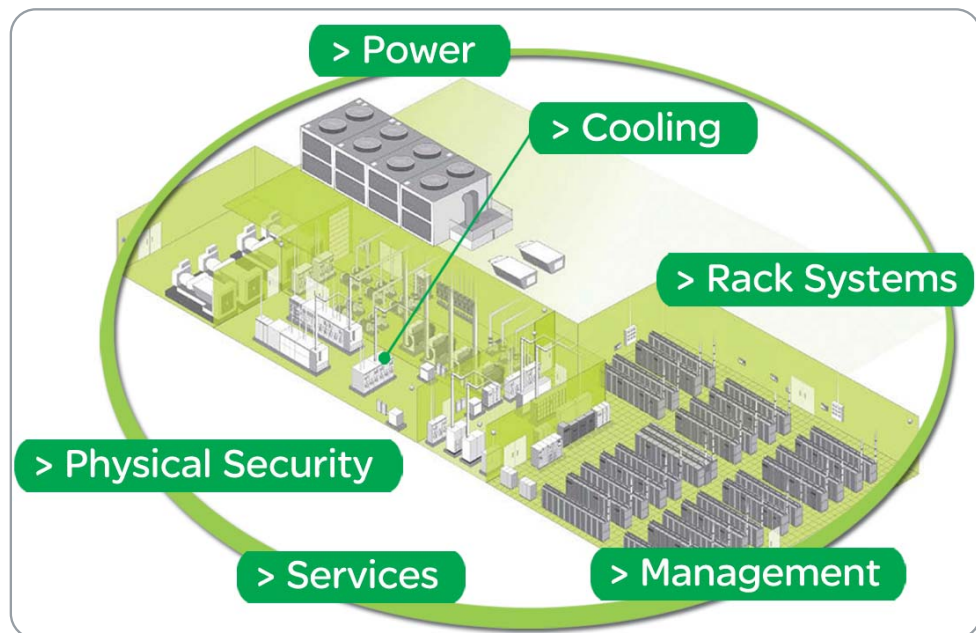 > Power
> Cooling
> Rack Systems
> Physical Security
> Services
> Management